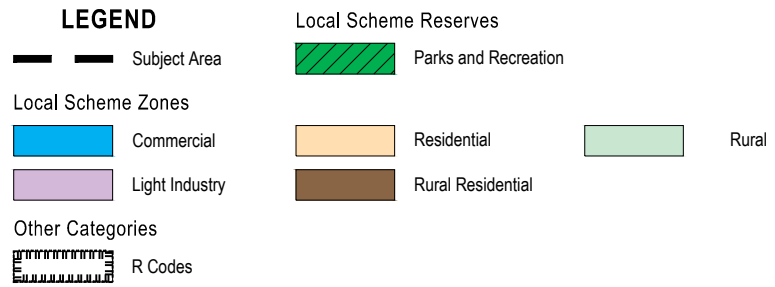 LEGEND
Subject Area
Local Scheme Reserves
Parks and Recreation
Local Scheme Zones
Commercial
Residential
Rural
Light Industry
Rural Residential
Other Categories
R Codes